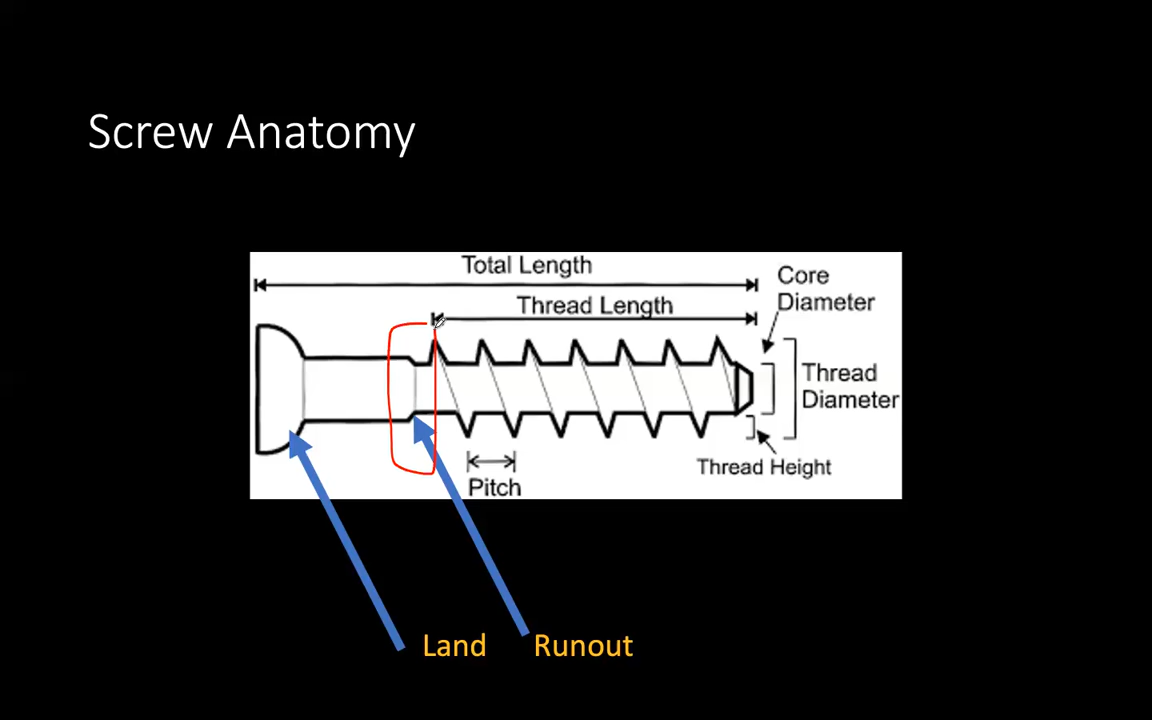 Screw Anatomy
Total Length
Thread Length
Core
Diameter
Thread
Diameter
Thread Height
Pitch
Land
Runout